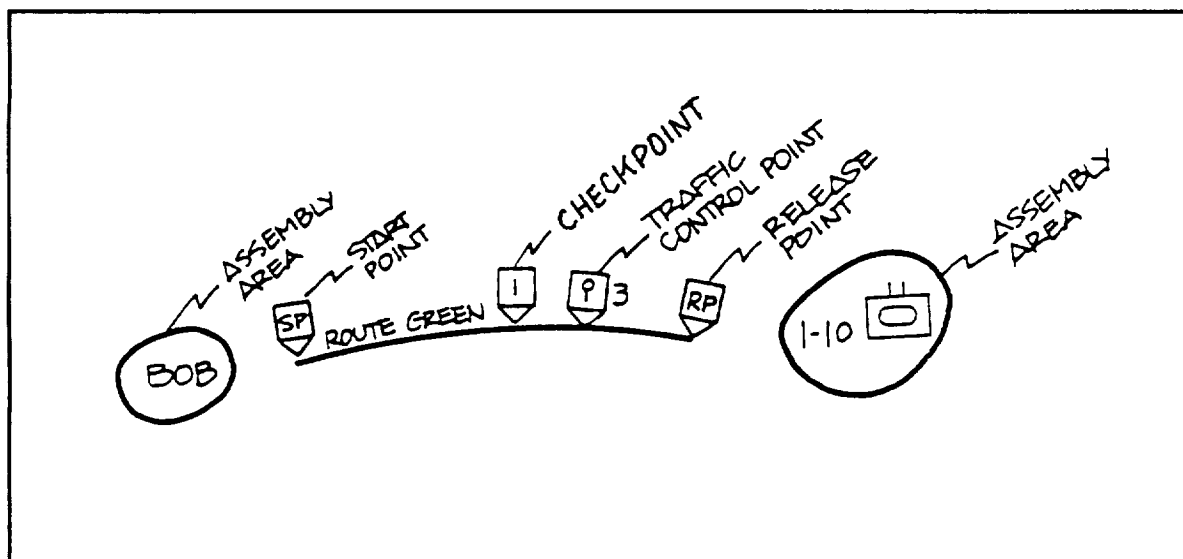 ASSEMBLY
AREA
BOB
START
POINT
SP
ROUTE GREEN
CHECKPOINT
1
TRAFFIC
CONTROL POINT
3
RELEASE
POINT
RP
ASSEMBLY
AREA
1-10